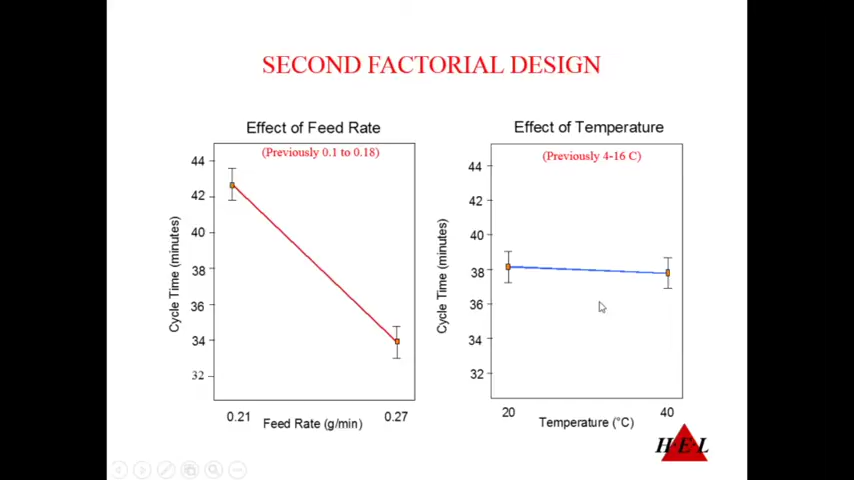 SECOND FACTORIAL DESIGN
Effect of Feed Rate
(Previously 0.1 to 0.18)
44
42
40
38
36
34
32
Cycle Time (minutes)
0.21
0.27
Feed Rate (g/min)
Effect of Temperature
(Previously 4-16 C)
44
42
40
38
36
34
32
Cycle Time (minutes)
20
40
Temperature (°C)
H·E·L